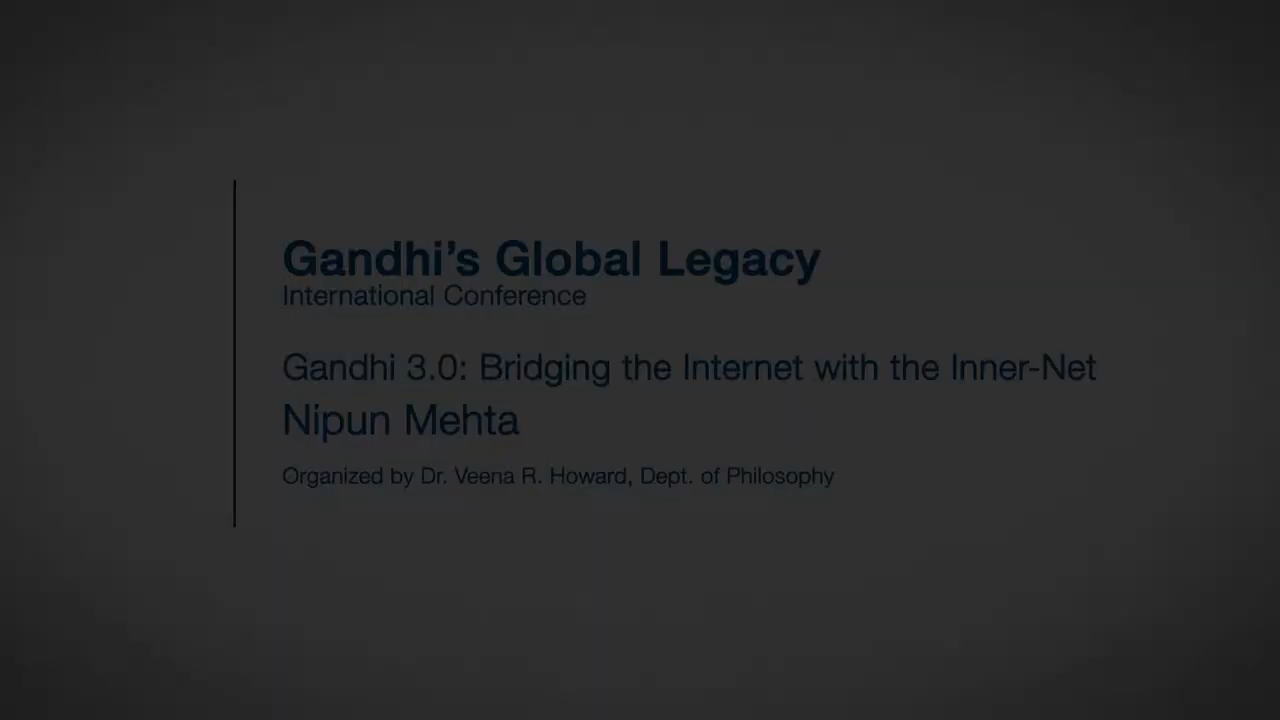 Gandhi’s Global Legacy
International Conference
Gandhi 3.0: Bridging the Internet with the Inner-Net
Nipun Mehta
Organized by Dr. Veena R. Howard, Dept. of Philosophy